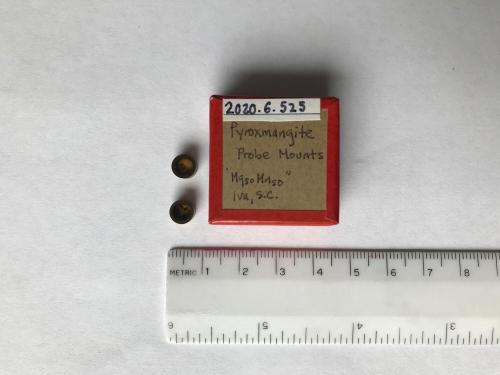 2020.6.525
Pyroxmangite
Probe Mounts
"Mg50Mn50"
Iva, S.C.
METRIC 1 2 3 4 5 6 7 8
6 5 4 3